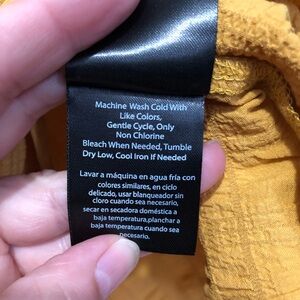 Machine Wash Cold With
Like Colors,
Gentle Cycle, Only
Non Chlorine
Bleach When Needed, Tumble
Dry Low, Cool Iron If Needed
Lavar a máquina en agua fría con
colores similares, en ciclo
delicado, usar blanqueador sin
cloro cuando sea necesario,
secar en secadora doméstica a
baja temperatura,planchar a
baja temperatura cuando sea
necesario.